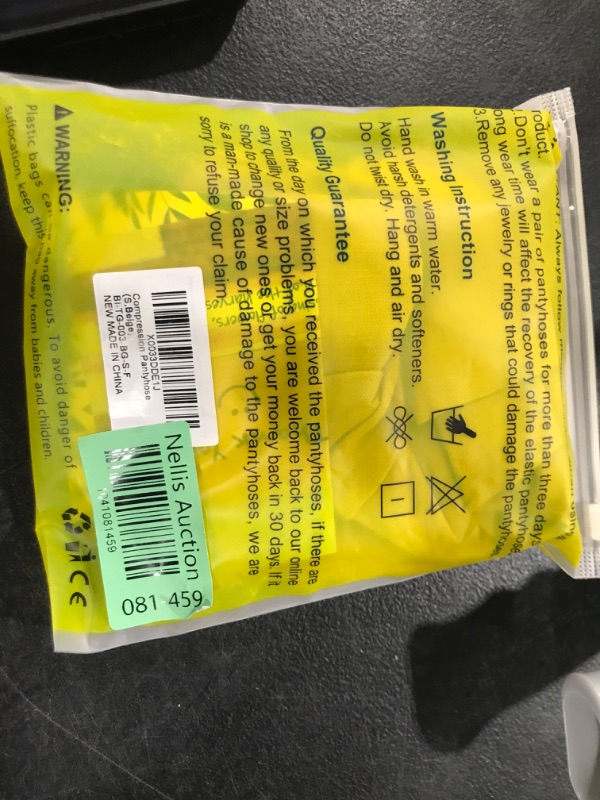 roduct.
.Don't wear a pair of pantyhoses for more than three days
ong wear time will affect the recovery of the elastic pantyhose
3.Remove any jewelry or rings that could damage the pantyhose
Washing Instruction
Hand wash in warm water.
Avoid harsh detergents and softeners.
Do not twist dry. Hang and air dry.
Quality Guarantee
From the day on which you received the pantyhoses, if there are
any quality or size problems, you are welcome back to our online
shop to change new ones or get your money back in 30 days. If it
is a man-made cause of damage to the pantyhoses, we are
sorry to refuse your claim.
X0033DDE1J
Compression Pantyhose
(S,Beige,
BI-TG-003-BG-S-F
NEW MADE IN CHINA
WARNING:
Plastic bags can be dangerous. To avoid danger of
suffocation, keep this away from babies and children.
CE
Nellis Auction
081-459